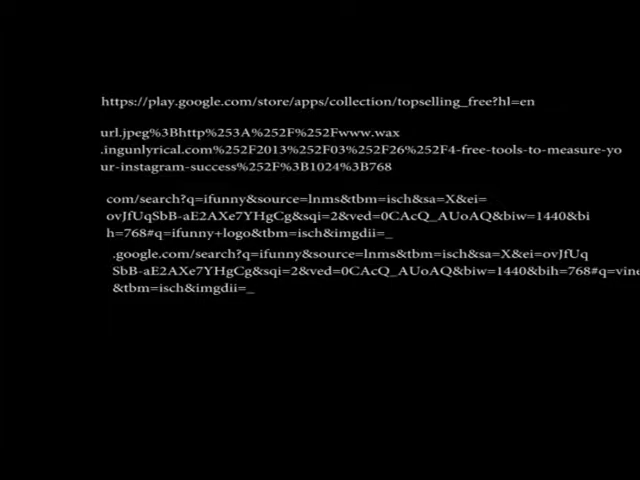 https://play.google.com/store/apps/collection/topselling_free?hl=en
url.jpeg%3Bhttp%253A%252F%252Fwww.wax
.ingunlyrical.com%252F2013%252F03%252F26%252F4-free-tools-to-measure-yo
ur-instagram-success%252F%3B1024%3B768
com/search?q=ifunny&source=lnms&tbm=isch&sa=X&ei=
ovJfUqSbB-aE2AXe7YHgCg&sqi=2&ved=0CAcQ_AUoAQ&biw=1440&bi
h=768#q=ifunny+logo&tbm=isch&imgdii=_
.google.com/search?q=ifunny&source=lnms&tbm=isch&sa=X&ei=ovJfUq
SbB-aE2AXe7YHgCg&sqi=2&ved=0CAcQ_AUoAQ&biw=1440&bih=768#q=vine
&tbm=isch&imgdii=_